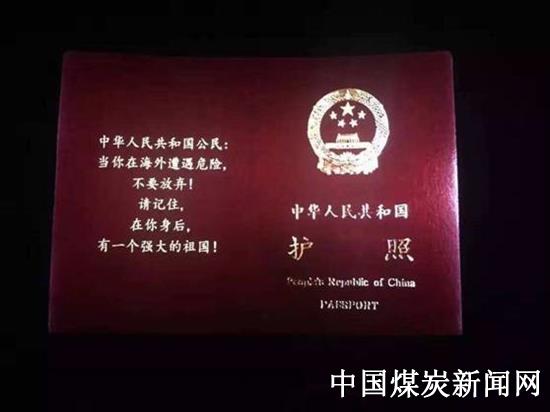 中华人民共和国公民：
当你在海外遭遇危险，
不要放弃！
请记住，
在你身后，
有一个强大的祖国！
中华人民共和国
护照
People's Republic of China
PASSPORT
中国煤炭新闻网